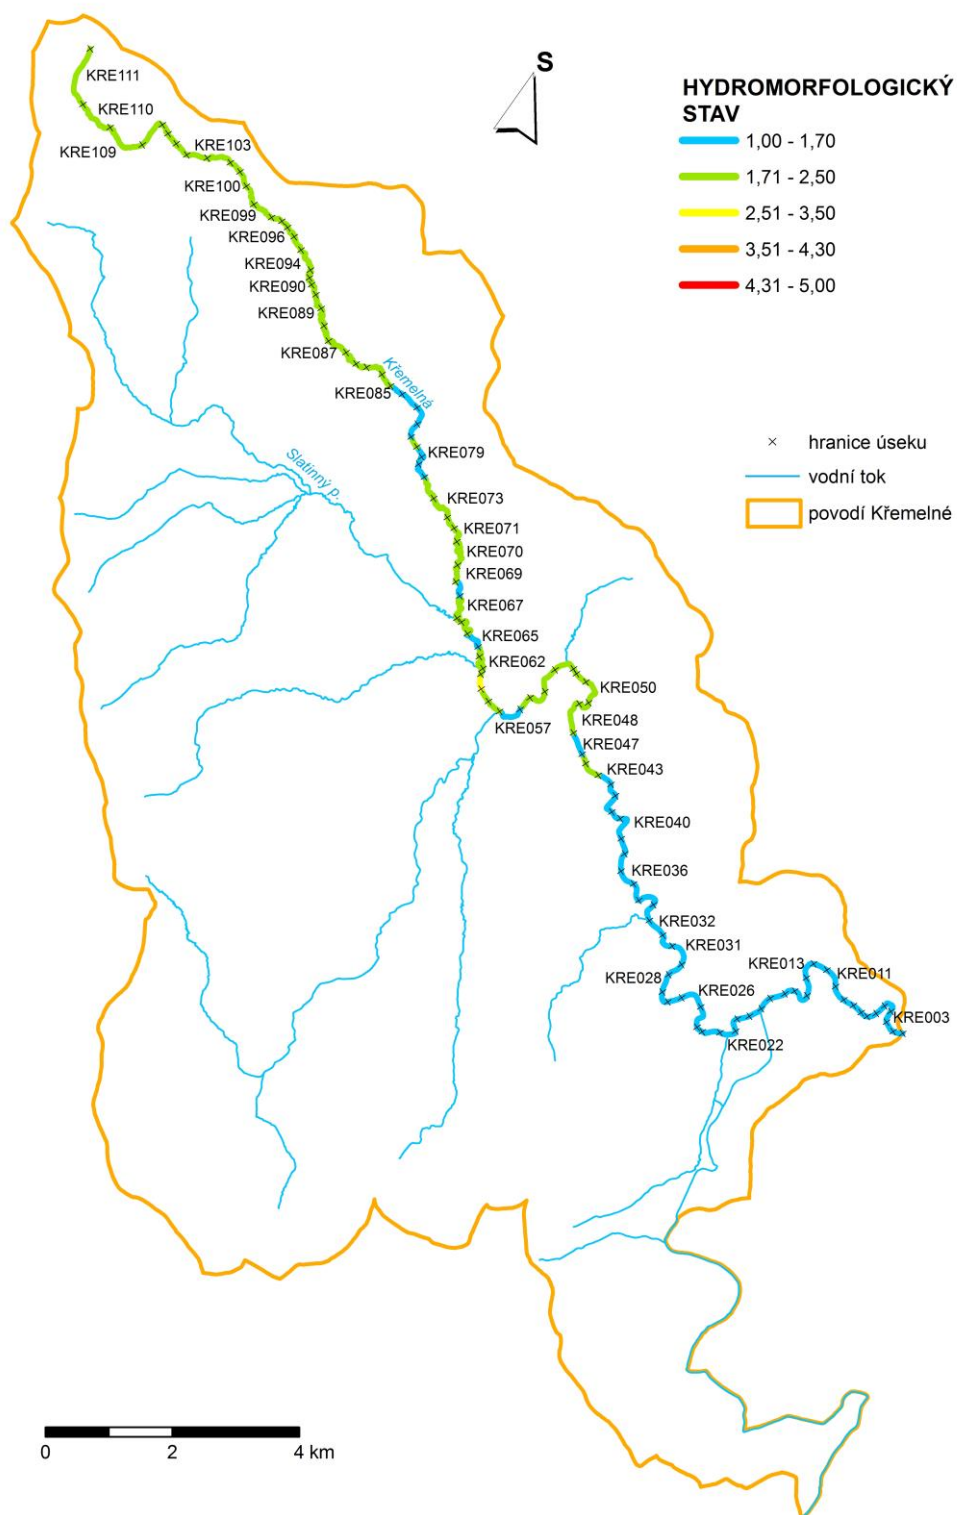 S
HYDROMORFOLOGICKÝ
STAV
1,00 - 1,70
1,71 - 2,50
2,51 - 3,50
3,51 - 4,30
4,31 - 5,00
hranice úseku
vodní tok
povodí Křemelné
KRE111
KRE110
KRE109
KRE103
KRE100
KRE099
KRE096
KRE094
KRE090
KRE089
KRE087
Křemelná
KRE085
KRE079
Slatinný p.
KRE073
KRE071
KRE070
KRE069
KRE067
KRE065
KRE062
KRE050
KRE048
KRE057
KRE047
KRE043
KRE040
KRE036
KRE032
KRE031
KRE028
KRE013
KRE011
KRE026
KRE003
KRE022
0 2 4 km